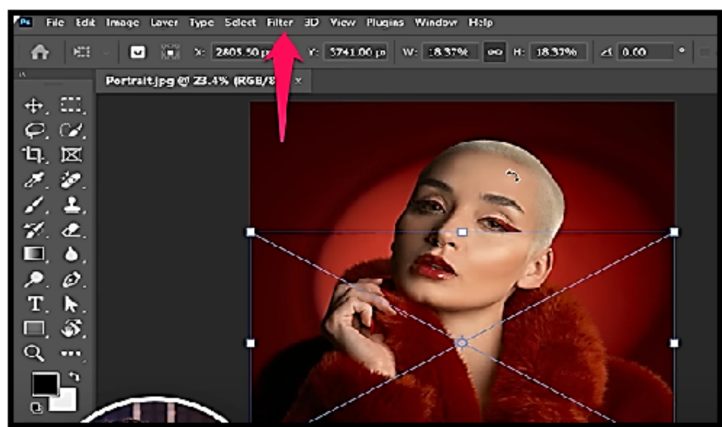 Ps File Edit Image Layer Type Select Filter 3D View Plugins Window Help
X: 2805.50 px Y: 3741.00 px W: 18.37% H: 18.37% 0.00 °
Portrait.jpg @ 23.4% (RGB/8 x
T